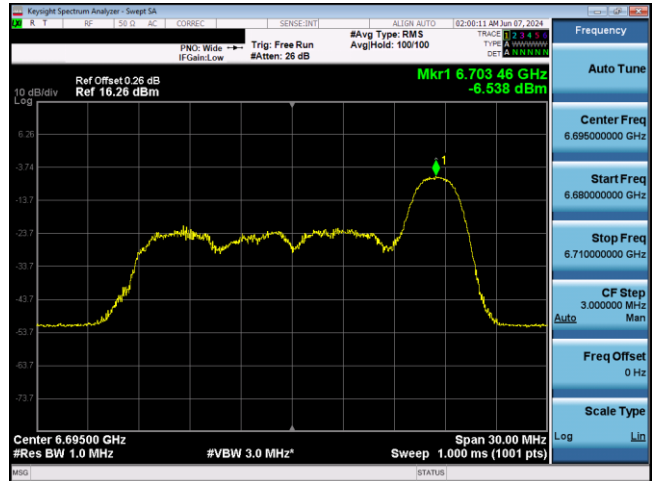 Keysight Spectrum Analyzer - Swept SA
R T RF 50 Ω AC CORREC SENSE:INT ALIGN AUTO 02:00:11 AM Jun 07, 2024
PNO: Wide
IFGain:Low
Trig: Free Run
#Atten: 26 dB
#Avg Type: RMS
Avg|Hold: 100/100
TRACE 1 2 3 4 5 6
TYPE A WWWWW
DET A N N N N N
Mkr1 6.703 46 GHz
-6.538 dBm
Ref Offset 0.26 dB
10 dB/div Ref 16.26 dBm
Log
6.26
-3.74
-13.7
-23.7
-33.7
-43.7
-53.7
-63.7
-73.7
1
Center 6.69500 GHz Span 30.00 MHz
#Res BW 1.0 MHz #VBW 3.0 MHz* Sweep 1.000 ms (1001 pts)
MSG STATUS
Frequency
Auto Tune
Center Freq
6.695000000 GHz
Start Freq
6.680000000 GHz
Stop Freq
6.710000000 GHz
CF Step
3.000000 MHz
Auto Man
Freq Offset
0 Hz
Scale Type
Log Lin